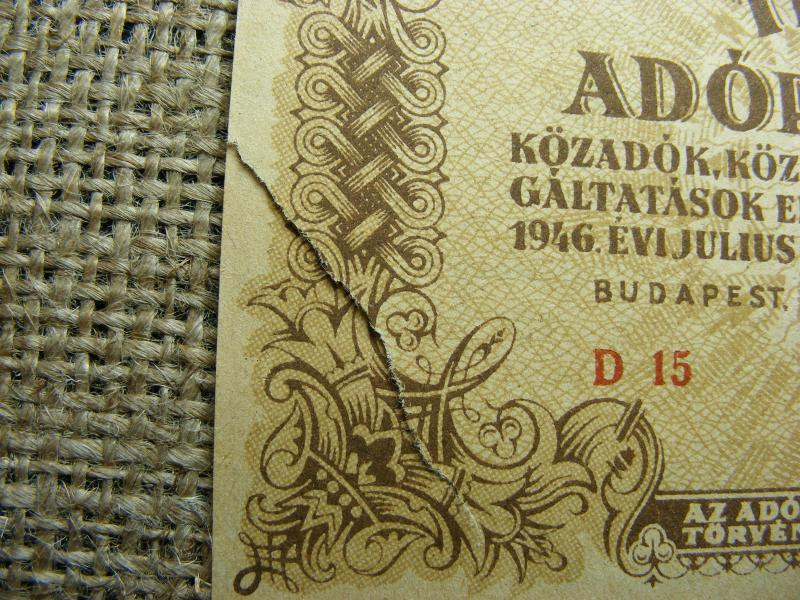 ADÓ
KÖZADÓK, KÖZ
GÁLTATÁSOK E
1946. ÉVI JULIUS
BUDAPEST,
D 15
AZ ADÓ
TÖRVÉN